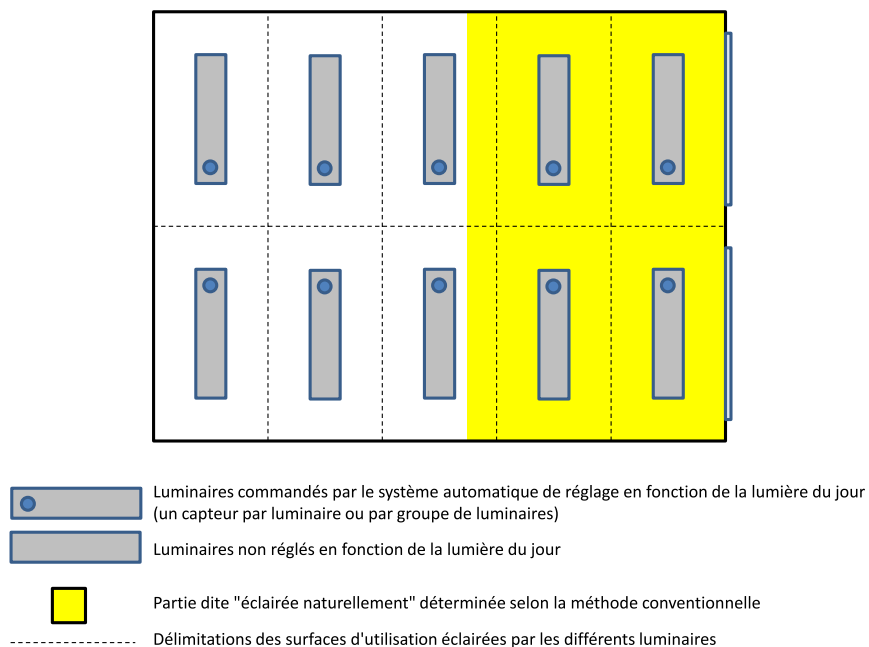 Luminaires commandés par le système automatique de réglage en fonction de la lumière du jour
(un capteur par luminaire ou par groupe de luminaires)
Luminaires non réglés en fonction de la lumière du jour
Partie dite "éclairée naturellement" déterminée selon la méthode conventionnelle
Délimitations des surfaces d'utilisation éclairées par les différents luminaires